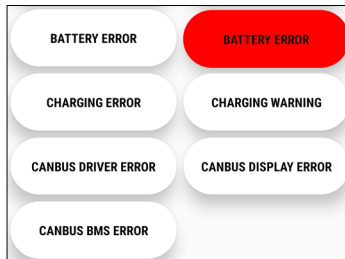 BATTERY ERROR
BATTERY ERROR
CHARGING ERROR
CHARGING WARNING
CANBUS DRIVER ERROR
CANBUS DISPLAY ERROR
CANBUS BMS ERROR